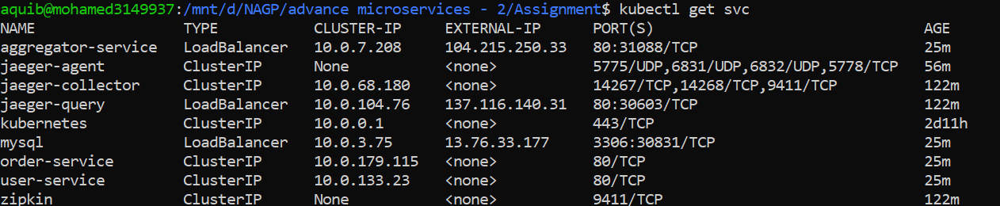 aquib@mohamed3149937:/mnt/d/NAGP/advance microservices - 2/Assignment$ kubectl get svc
NAME TYPE CLUSTER-IP EXTERNAL-IP PORT(S) AGE
aggregator-service LoadBalancer 10.0.7.208 104.215.250.33 80:31088/TCP 25m
jaeger-agent ClusterIP None <none> 5775/UDP,6831/UDP,6832/UDP,5778/TCP 56m
jaeger-collector ClusterIP 10.0.68.180 <none> 14267/TCP,14268/TCP,9411/TCP 122m
jaeger-query LoadBalancer 10.0.104.76 137.116.140.31 80:30603/TCP 122m
kubernetes ClusterIP 10.0.0.1 <none> 443/TCP 2d11h
mysql LoadBalancer 10.0.3.75 13.76.33.177 3306:30831/TCP 25m
order-service ClusterIP 10.0.179.115 <none> 80/TCP 25m
user-service ClusterIP 10.0.133.23 <none> 80/TCP 25m
zipkin ClusterIP None <none> 9411/TCP 122m